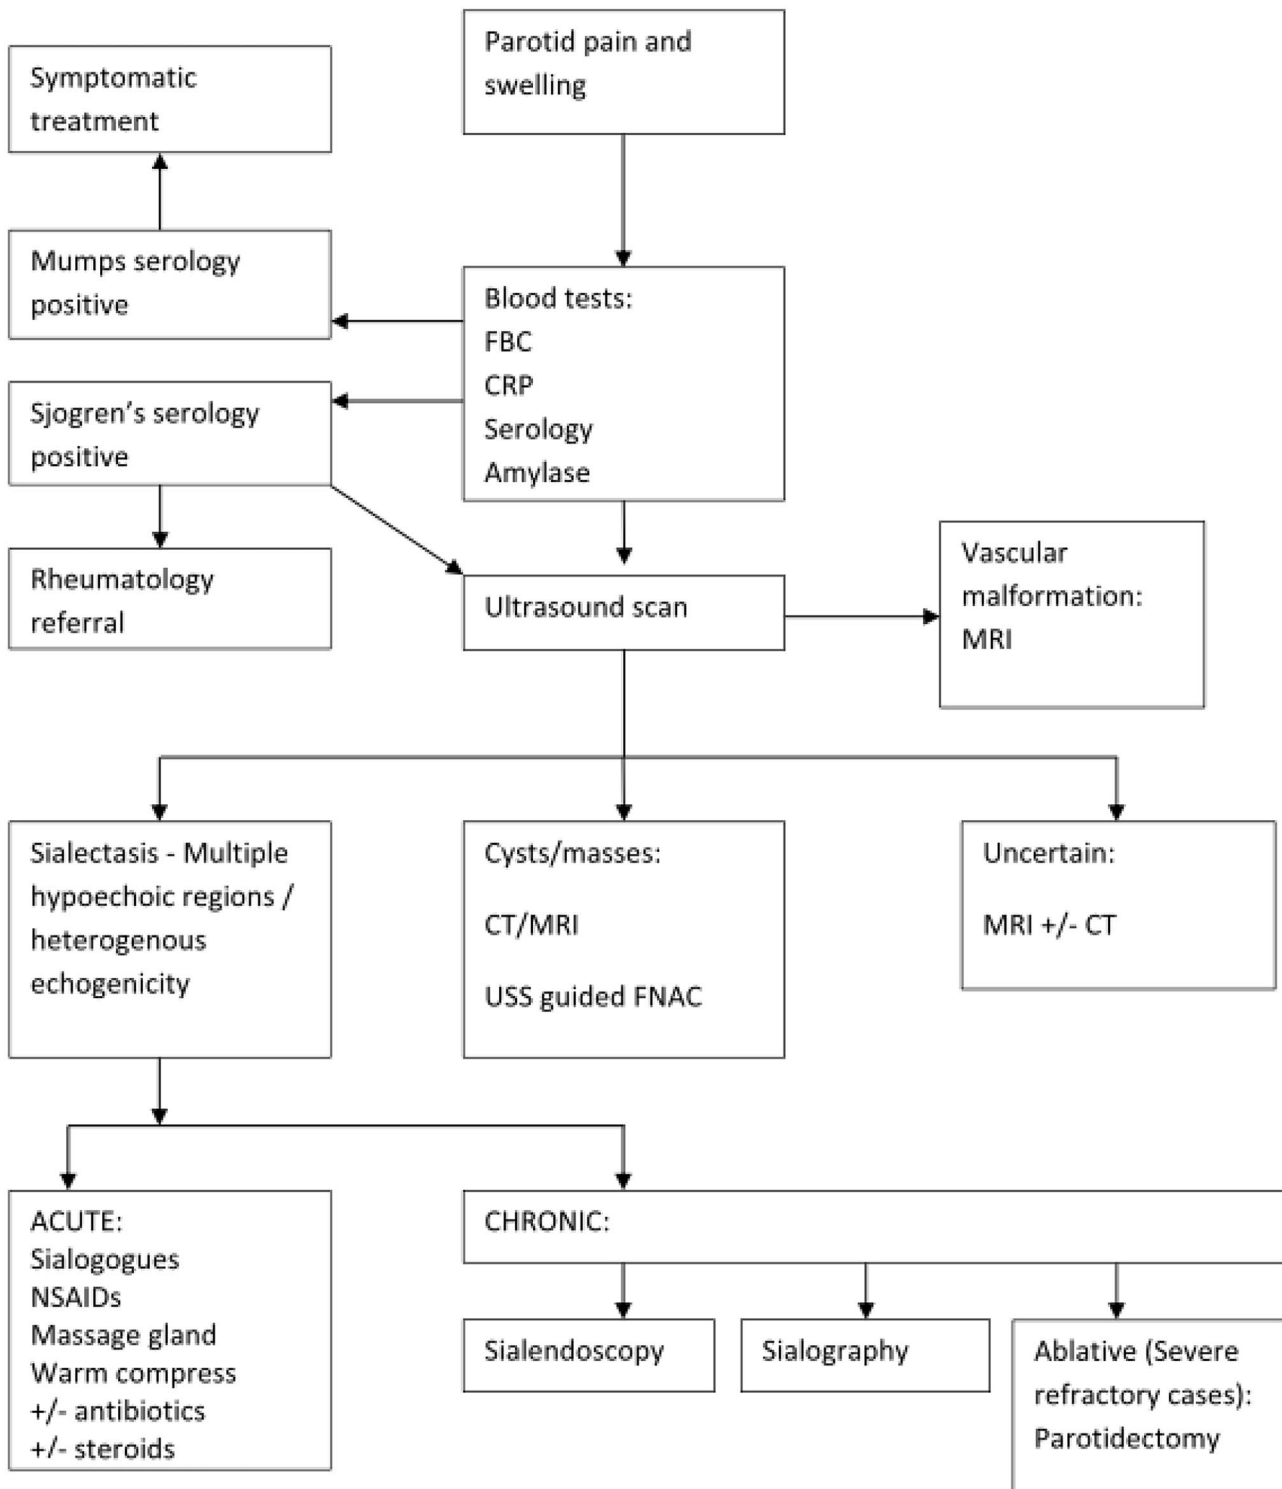 Parotid pain and
swelling
Symptomatic
treatment
Mumps serology
positive
Blood tests:
FBC
CRP
Serology
Amylase
Sjogren’s serology
positive
Rheumatology
referral
Ultrasound scan
Vascular
malformation:
MRI
Sialectasis - Multiple
hypoechoic regions /
heterogenous
echogenicity
Cysts/masses:
CT/MRI
USS guided FNAC
Uncertain:
MRI +/- CT
ACUTE:
Sialogogues
NSAIDs
Massage gland
Warm compress
+/- antibiotics
+/- steroids
CHRONIC:
Sialendoscopy
Sialography
Ablative (Severe
refractory cases):
Parotidectomy